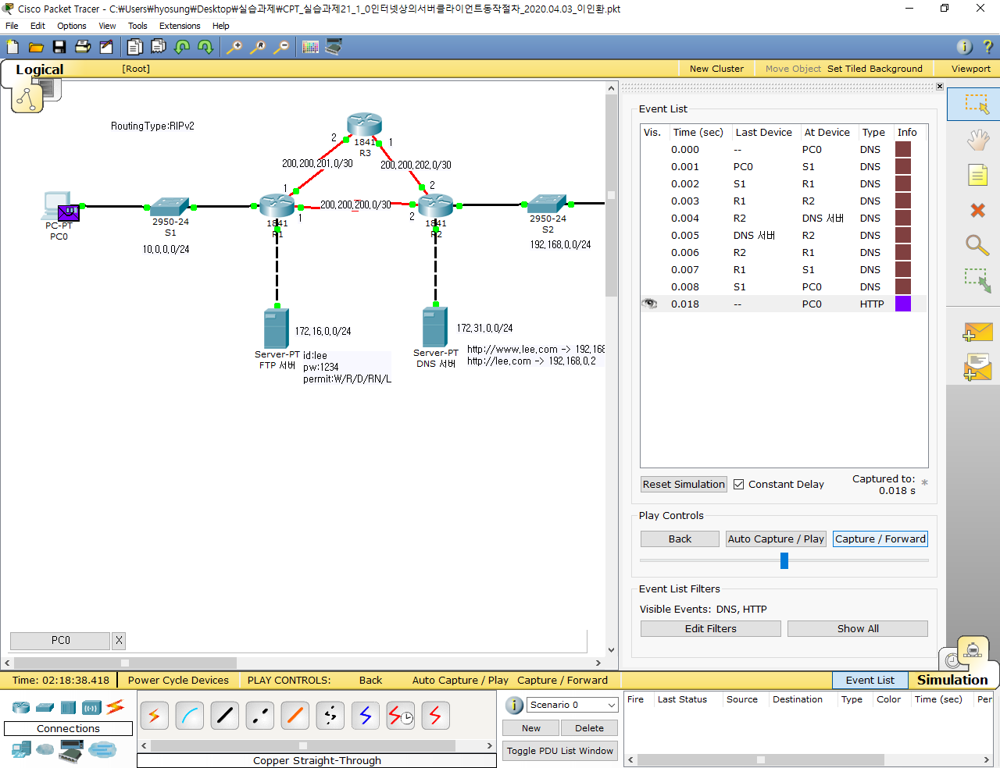 Cisco Packet Tracer - C:₩Users₩hyosung₩Desktop₩실습과제₩CPT_실습과제21_1_0인터넷상의서버클라이언트동작절차_2020.04.03_이인환.pkt
File Edit Options View Tools Extensions Help
Logical [Root] New Cluster Move Object Set Tiled Background Viewport
RoutingType:RIPv2
2
1841
R3
1
200,200,201,0/30
200,200,202,0/30
1
2
200,200,200,0/30
1
2
PC-PT
PC0
2950-24
S1
1841
R1
1841
R2
2950-24
S2
10,0,0,0/24
192,168,0,0/24
172,16,0,0/24
172,31,0,0/24
Server-PT
FTP 서버
id:lee
pw:1234
permit:W/R/D/RN/L
Server-PT
DNS 서버
http://www.lee.com -> 192,168
http://lee.com -> 192,168,0,2
PC0 X
Event List
Vis. Time (sec) Last Device At Device Type Info
0.000 -- PC0 DNS
0.001 PC0 S1 DNS
0.002 S1 R1 DNS
0.003 R1 R2 DNS
0.004 R2 DNS 서버 DNS
0.005 DNS 서버 R2 DNS
0.006 R2 R1 DNS
0.007 R1 S1 DNS
0.008 S1 PC0 DNS
0.018 -- PC0 HTTP
Reset Simulation Constant Delay Captured to: *
0.018 s
Play Controls
Back Auto Capture / Play Capture / Forward
Event List Filters
Visible Events: DNS, HTTP
Edit Filters Show All
Time: 02:18:38.418 Power Cycle Devices PLAY CONTROLS: Back Auto Capture / Play Capture / Forward Event List Simulation
Connections
Copper Straight-Through
Scenario 0
New Delete
Toggle PDU List Window
Fire Last Status Source Destination Type Color Time (sec) Per